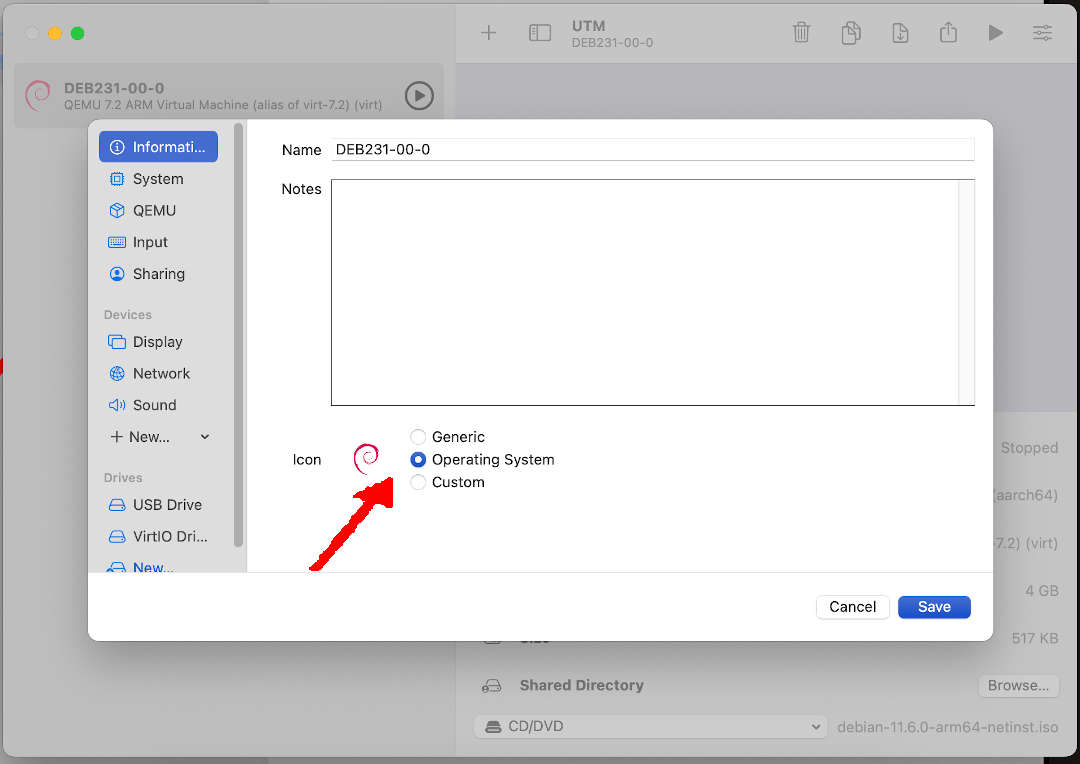 UTM
DEB231-00-0
DEB231-00-0
QEMU 7.2 ARM Virtual Machine (alias of virt-7.2) (virt)
Informati...
System
QEMU
Input
Sharing
Devices
Display
Network
Sound
New...
Drives
USB Drive
VirtIO Dri...
New...
Name DEB231-00-0
Notes
Icon
Generic
Operating System
Custom
Cancel Save
Stopped
(aarch64)
7.2) (virt)
4 GB
517 KB
Shared Directory Browse...
CD/DVD debian-11.6.0-arm64-netinst.iso